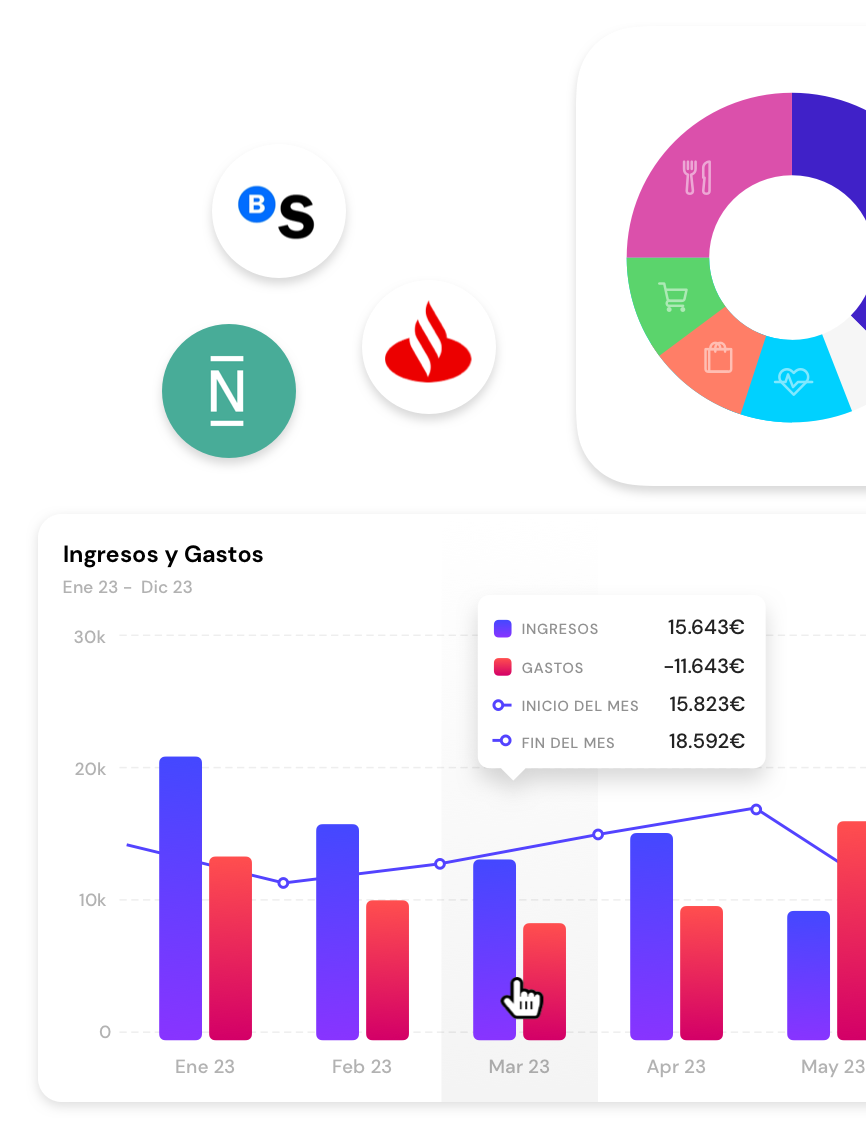 B S
N
Ingresos y Gastos
Ene 23 - Dic 23
30k
INGRESOS 15.643€
GASTOS -11.643€
INICIO DEL MES 15.823€
FIN DEL MES 18.592€
20k
10k
0
Ene 23 Feb 23 Mar 23 Apr 23 May 23